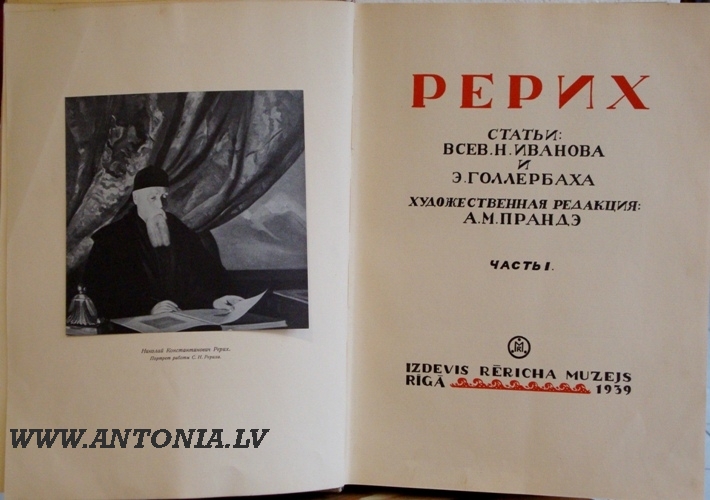 Николай Константинович Рерих.
Портрет работы С. Н. Рериха.
РЕРИХ
СТАТЬИ:
ВСЕВ. Н. ИВАНОВА
И
Э. ГОЛЛЕРБАХА
ХУДОЖЕСТВЕННАЯ РЕДАКЦИЯ:
А. М. ПРАНДЭ
ЧАСТЬ I.
IZDEVIS RĒRICHA MUZEJS
RĪGĀ 1939
WWW.ANTONIA.LV